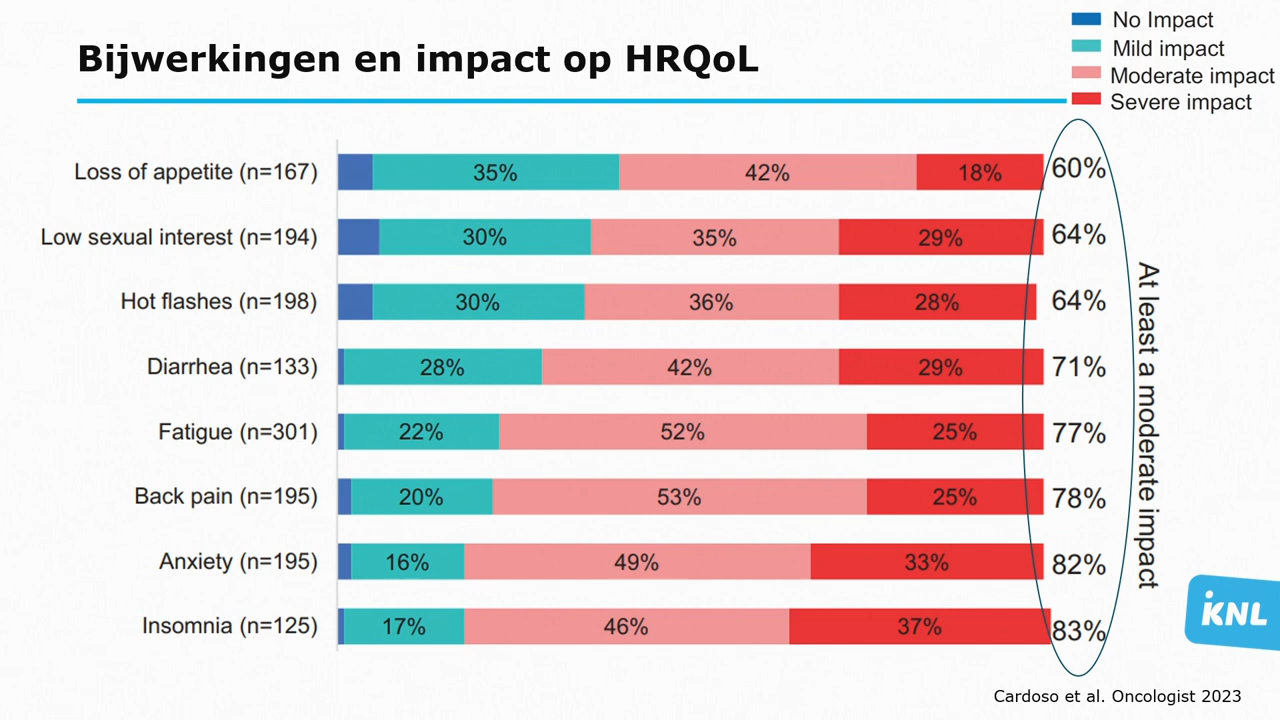 Bijwerkingen en impact op HRQoL
No Impact
Mild impact
Moderate impact
Severe impact
Loss of appetite (n=167) 35% 42% 18% 60%
Low sexual interest (n=194) 30% 35% 29% 64%
Hot flashes (n=198) 30% 36% 28% 64%
Diarrhea (n=133) 28% 42% 29% 71%
Fatigue (n=301) 22% 52% 25% 77%
Back pain (n=195) 20% 53% 25% 78%
Anxiety (n=195) 16% 49% 33% 82%
Insomnia (n=125) 17% 46% 37% 83%
At least a moderate impact
iKNL
Cardoso et al. Oncologist 2023